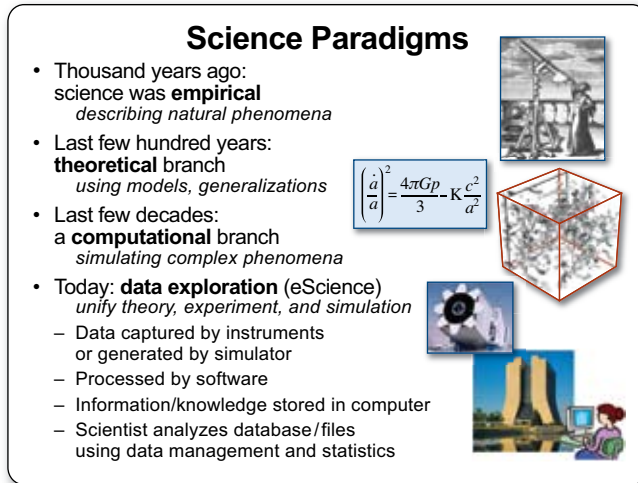 Science Paradigms
• Thousand years ago:
science was empirical
describing natural phenomena
• Last few hundred years:
theoretical branch
using models, generalizations
(ȧ/a)² = 4πGp/3 − K c²/a²
• Last few decades:
a computational branch
simulating complex phenomena
• Today: data exploration (eScience)
unify theory, experiment, and simulation
– Data captured by instruments
or generated by simulator
– Processed by software
– Information/knowledge stored in computer
– Scientist analyzes database/files
using data management and statistics